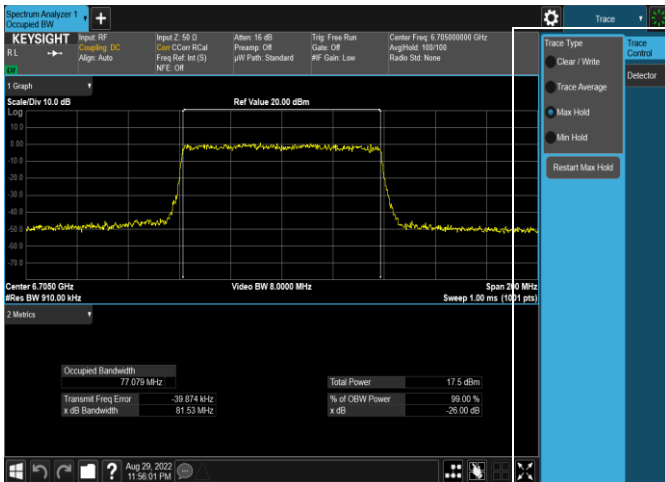 Spectrum Analyzer 1
Occupied BW
Trace
KEYSIGHT
R L
LV
Input: RF
Coupling: DC
Align: Auto
Input Z: 50 Ω
Corr CCorr RCal
Freq Ref: Int (S)
NFE: Off
Atten: 16 dB
Preamp: Off
µW Path: Standard
Trig: Free Run
Gate: Off
#IF Gain: Low
Center Freq: 6.705000000 GHz
Avg|Hold: 100/100
Radio Std: None
Trace Type
Clear / Write
Trace Average
Max Hold
Min Hold
Restart Max Hold
Trace Control
Detector
1 Graph
Scale/Div 10.0 dB
Ref Value 20.00 dBm
Log
10.0
0.00
-10.0
-20.0
-30.0
-40.0
-50.0
-60.0
-70.0
Center 6.7050 GHz
Video BW 8.0000 MHz
Span 200 MHz
#Res BW 910.00 kHz
Sweep 1.00 ms (1001 pts)
2 Metrics
Occupied Bandwidth
77.079 MHz
Transmit Freq Error -39.874 kHz
x dB Bandwidth 81.53 MHz
Total Power 17.5 dBm
% of OBW Power 99.00 %
x dB -26.00 dB
Aug 29, 2022
11:56:01 PM